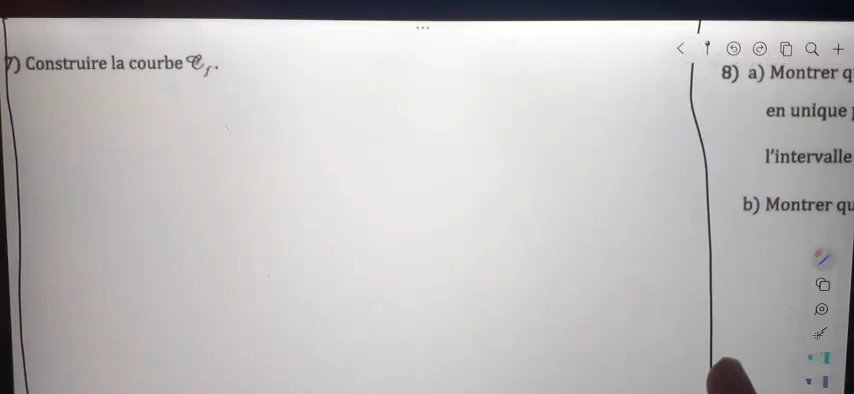 7) Construire la courbe 𝒞f.
8) a) Montrer q
en unique
l'intervalle
b) Montrer qu